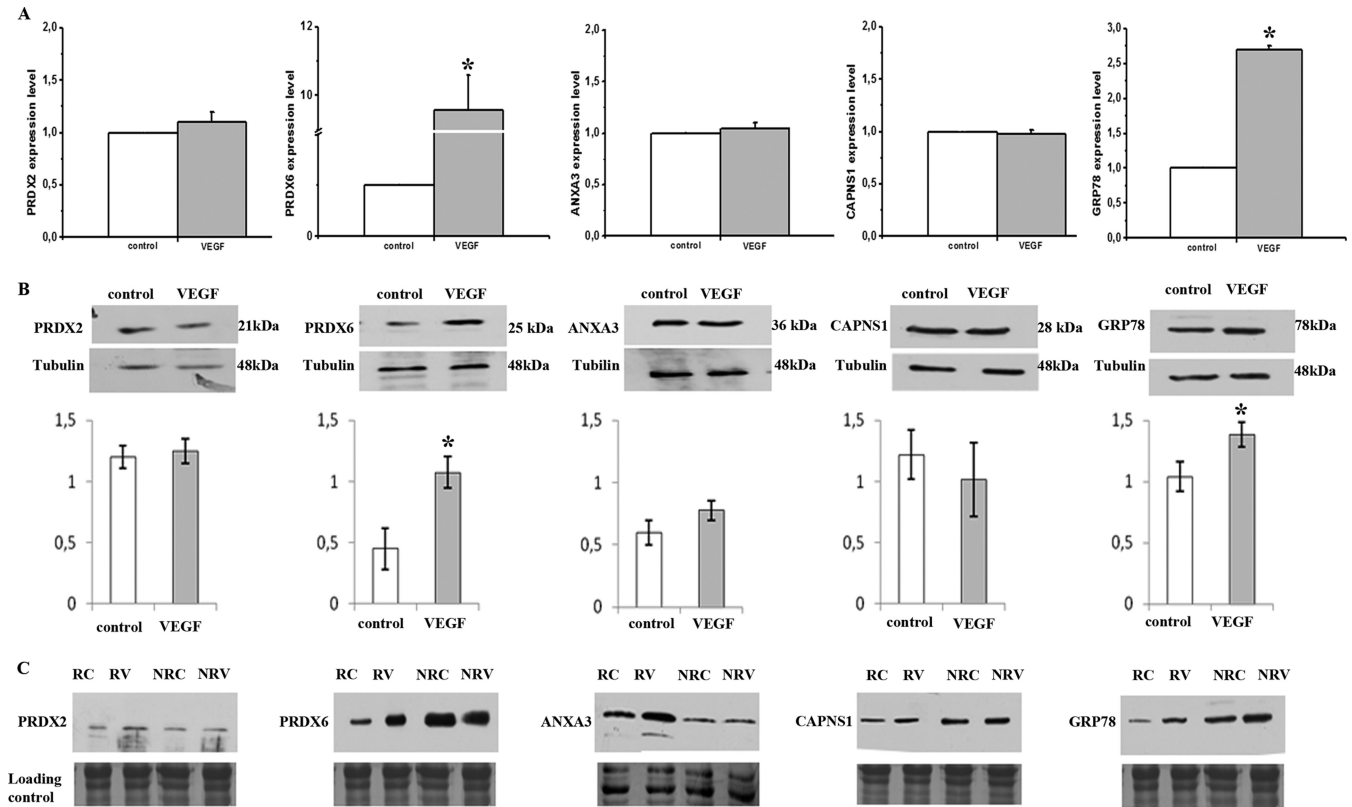 A
PRDX2 expression level
2,0
1,5
1,0
0,5
0,0
control
VEGF
PRDX6 expression level
12
10
9
0
control
VEGF
*
ANXA3 expression level
2,0
1,5
1,0
0,5
0,0
control
VEGF
CAPNS1 expression level
2,0
1,5
1,0
0,5
0,0
control
VEGF
GRP78 expression level
3,0
2,5
2,0
1,5
1,0
0,5
0,0
control
VEGF
*
B
control VEGF
PRDX2 21kDa
Tubulin 48kDa
control VEGF
PRDX6 25 kDa
Tubulin 48kDa
control VEGF
ANXA3 36 kDa
Tubilin 48kDa
control VEGF
CAPNS1 28 kDa
Tubulin 48kDa
control VEGF
GRP78 78kDa
Tubulin 48kDa
1,5
1
0,5
0
control VEGF
1,5
1
0,5
0
*
control VEGF
1,5
1
0,5
0
control VEGF
1,5
1
0,5
0
control VEGF
1,5
1
0,5
0
*
control VEGF
C
RC RV NRC NRV
PRDX2
RC RV NRC NRV
PRDX6
RC RV NRC NRV
ANXA3
RC RV NRC NRV
CAPNS1
RC RV NRC NRV
GRP78
Loading
control